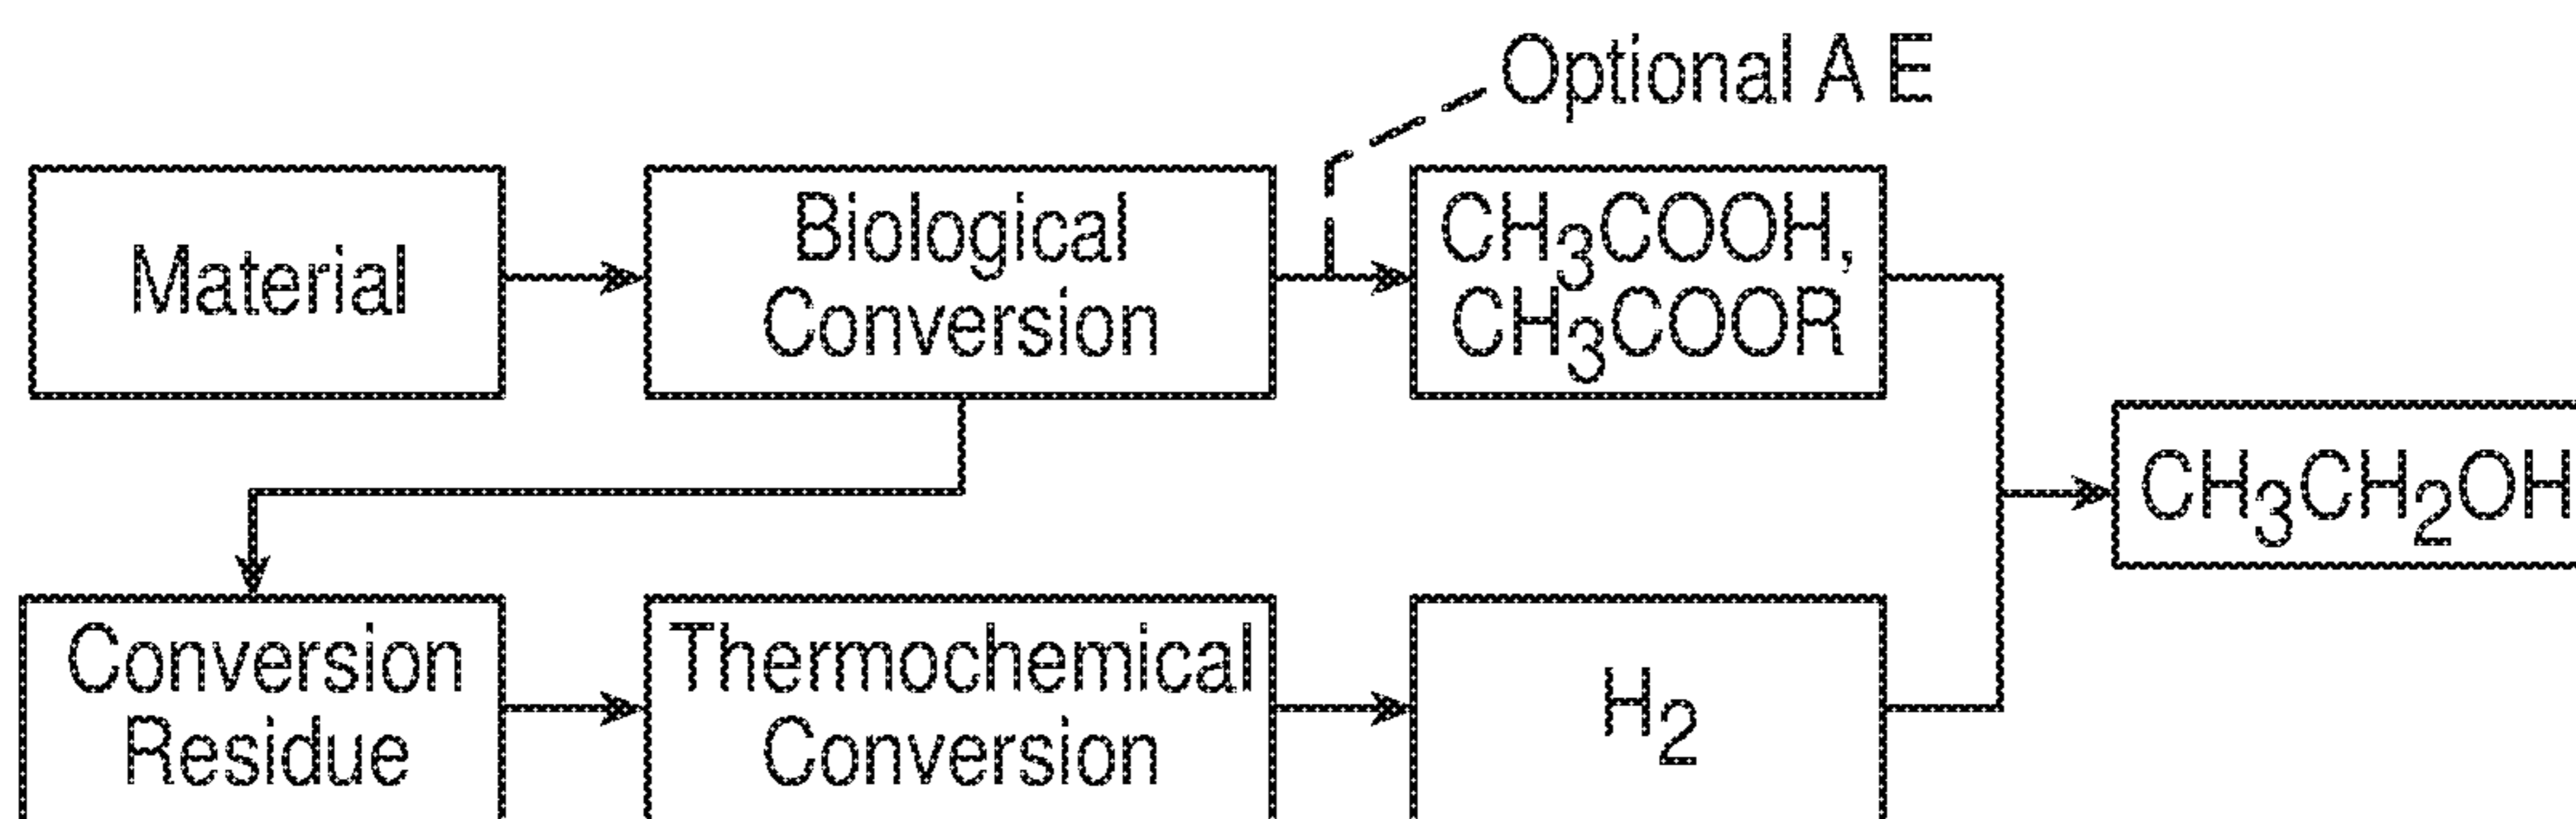 Optional A E
Material
Biological
Conversion
CH3COOH,
CH3COOR
CH3CH2OH
Conversion
Residue
Thermochemical
Conversion
H2